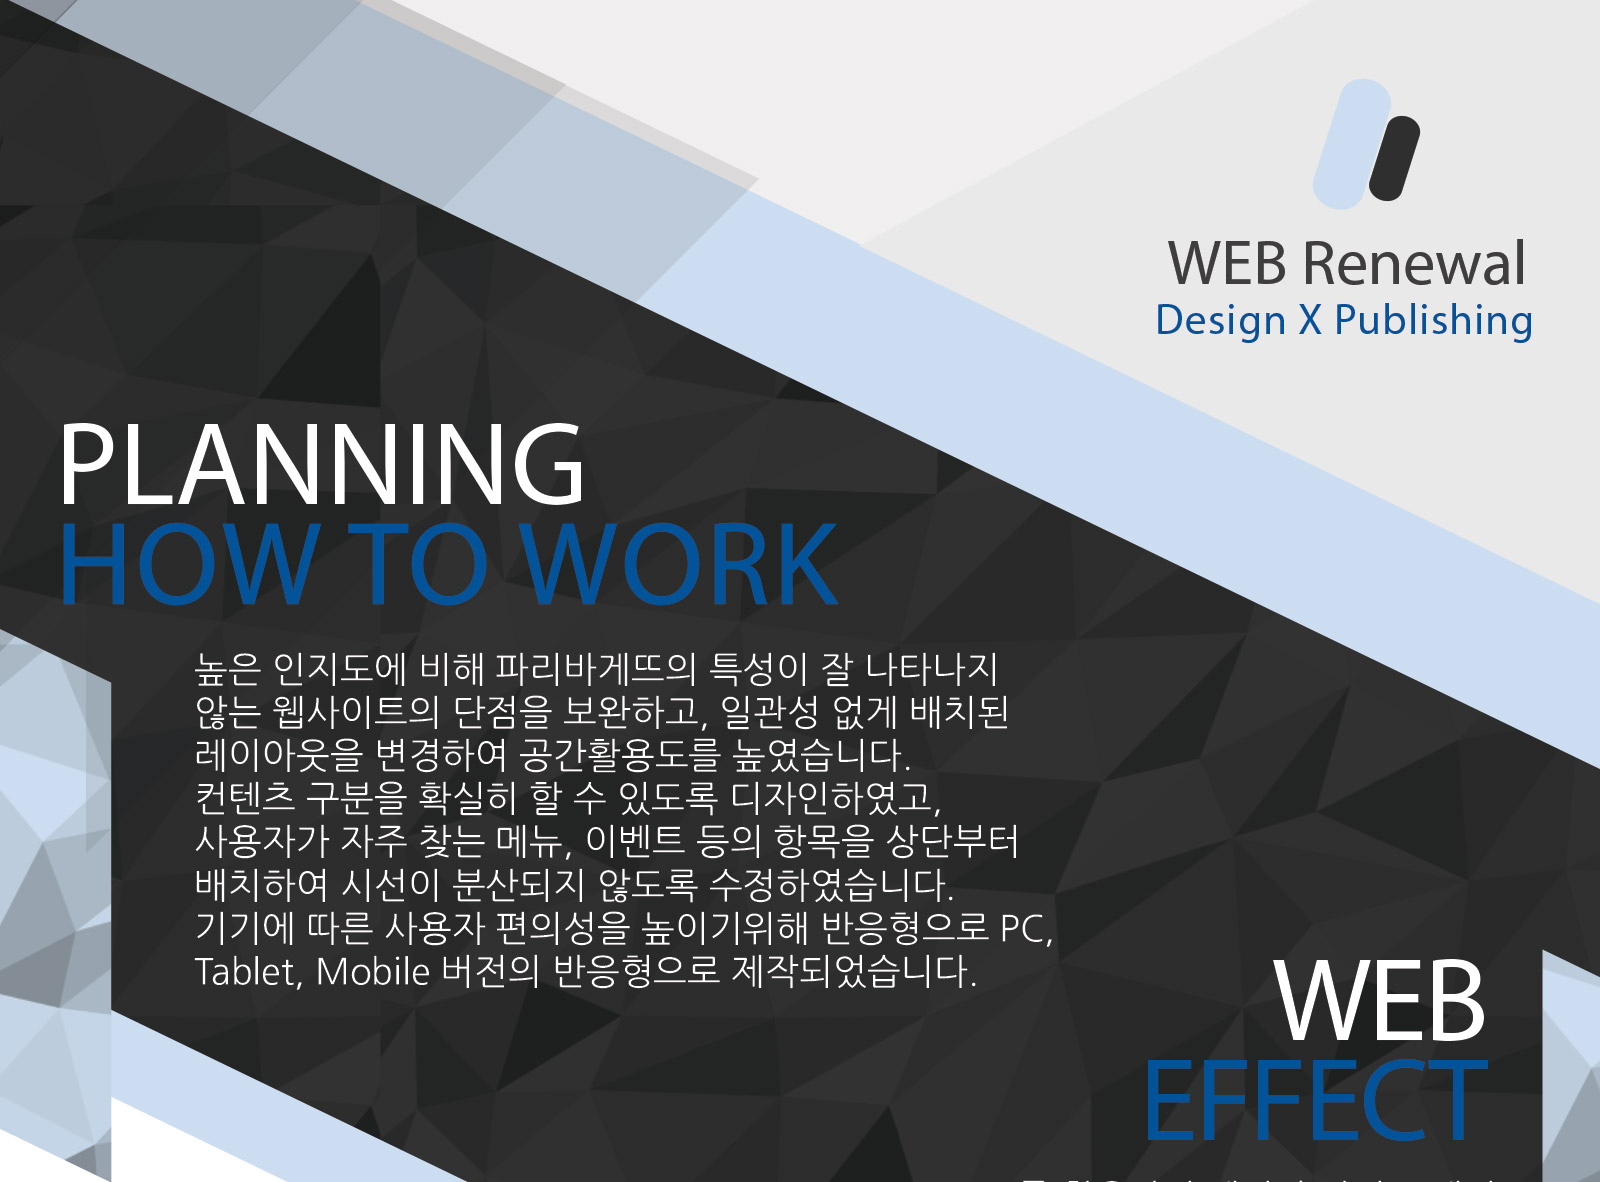 WEB Renewal
Design X Publishing
PLANNING
HOW TO WORK
높은 인지도에 비해 파리바게뜨의 특성이 잘 나타나지
않는 웹사이트의 단점을 보완하고, 일관성 없게 배치된
레이아웃을 변경하여 공간활용도를 높였습니다.
컨텐츠 구분을 확실히 할 수 있도록 디자인하였고,
사용자가 자주 찾는 메뉴, 이벤트 등의 항목을 상단부터
배치하여 시선이 분산되지 않도록 수정하였습니다.
기기에 따른 사용자 편의성을 높이기위해 반응형으로 PC,
Tablet, Mobile 버전의 반응형으로 제작되었습니다.
WEB
EFFECT